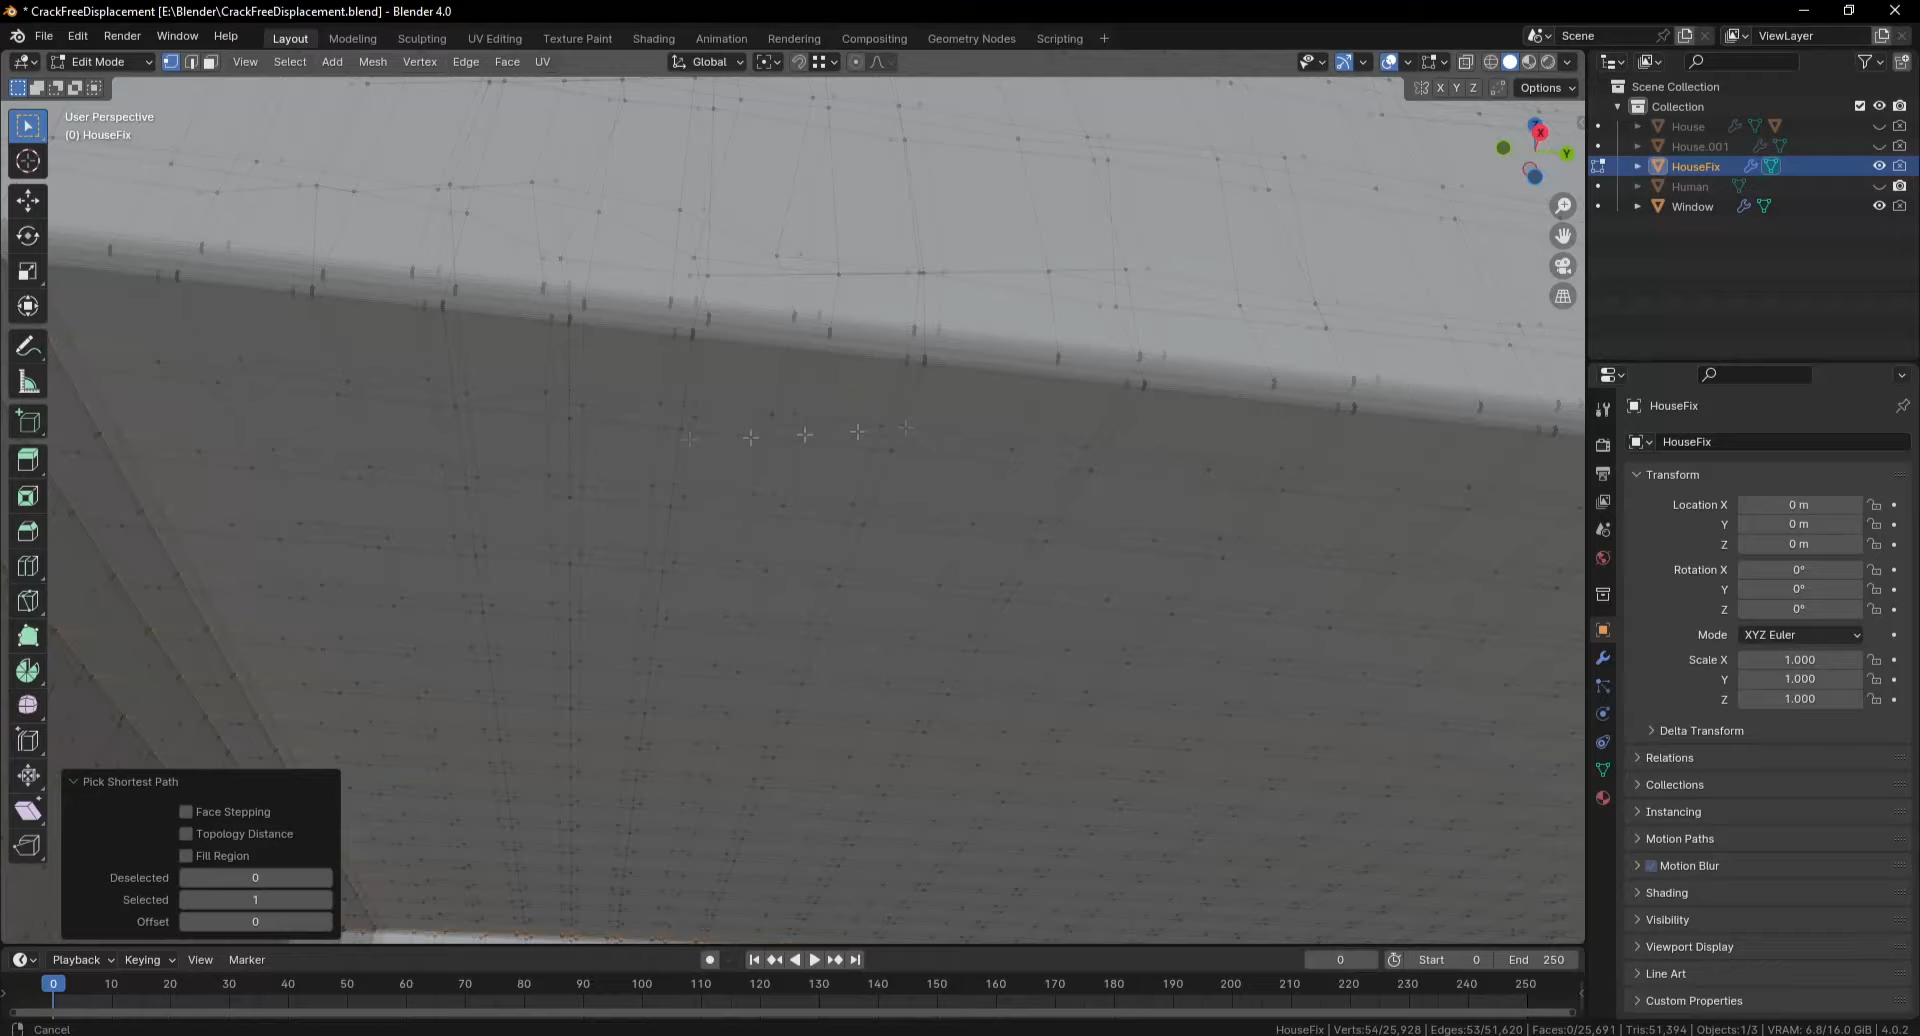 * CrackFreeDisplacement [E:\Blender\CrackFreeDisplacement.blend] - Blender 4.0
File Edit Render Window Help
Layout Modeling Sculpting UV Editing Texture Paint Shading Animation Rendering Compositing Geometry Nodes Scripting +
Scene
ViewLayer
Edit Mode View Select Add Mesh Vertex Edge Face UV
Global
X Y Z Options
User Perspective
(0) HouseFix
X
Y
Scene Collection
Collection
House
House.001
HouseFix
Human
Window
HouseFix
HouseFix
Transform
Location X 0 m
Y 0 m
Z 0 m
Rotation X 0°
Y 0°
Z 0°
Mode XYZ Euler
Scale X 1.000
Y 1.000
Z 1.000
Delta Transform
Relations
Collections
Instancing
Motion Paths
Motion Blur
Shading
Visibility
Viewport Display
Line Art
Custom Properties
Pick Shortest Path
Face Stepping
Topology Distance
Fill Region
Deselected 0
Selected 1
Offset 0
Playback Keying View Marker
0 Start 0 End 250
0 10 20 30 40 50 60 70 80 90 100 110 120 130 140 150 160 170 180 190 200 210 220 230 240 250
Cancel
HouseFix | Verts:54/25,928 | Edges:53/51,620 | Faces:0/25,691 | Tris:51,394 | Objects:1/3 | VRAM: 6.8/16.0 GiB | 4.0.2